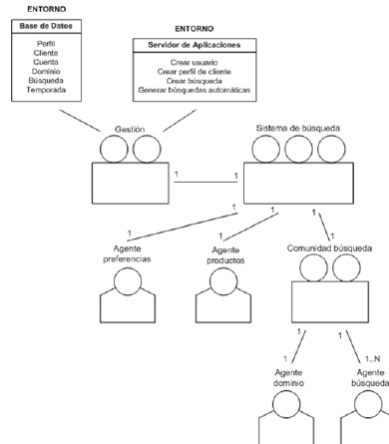 ENTORNO
Base de Datos
Perfil
Cliente
Cuenta
Dominio
Búsqueda
Temporada
ENTORNO
Servidor de Aplicaciones
Crear usuario
Crear perfil de cliente
Crear búsqueda
Generar búsquedas automáticas
Gestión
Sistema de búsqueda
1
1
1
1
1
1
1
1
Agente
preferencias
Agente
productos
Comunidad búsqueda
1
1
1
1..N
Agente
dominio
Agente
búsqueda